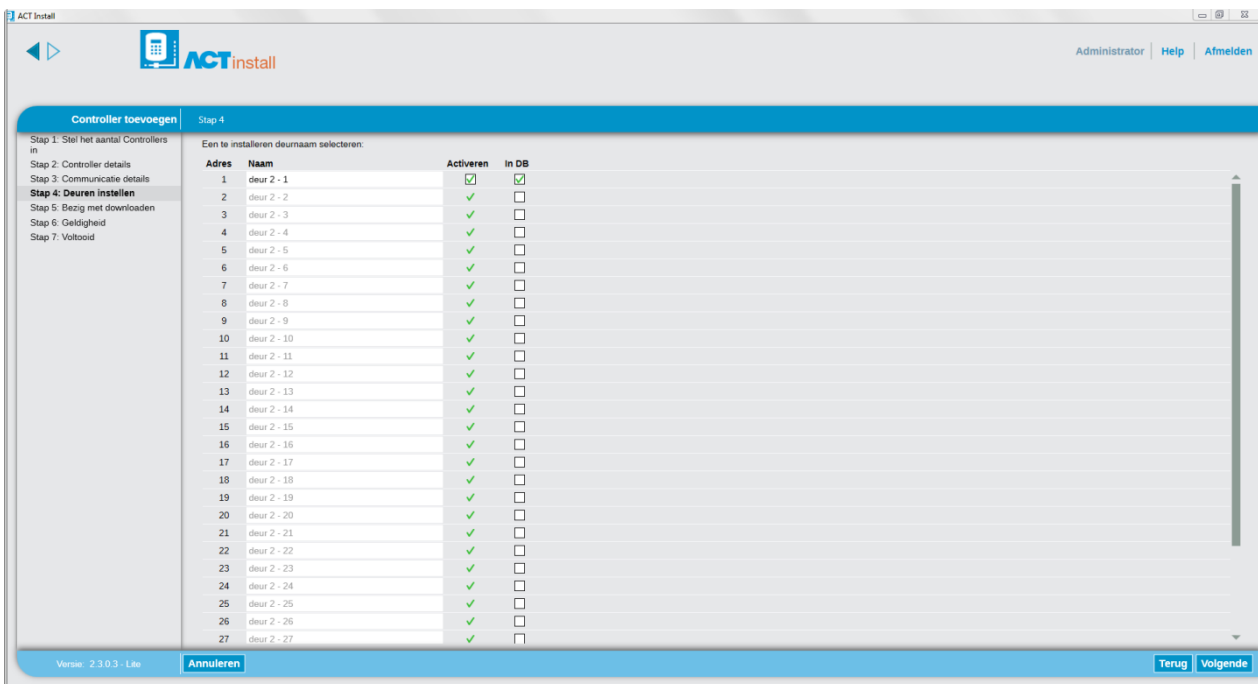 ACT Install
ACTinstall
Administrator Help Afmelden
Controller toevoegen
Stap 4
Stap 1: Stel het aantal Controllers in
Stap 2: Controller details
Stap 3: Communicatie details
Stap 4: Deuren instellen
Stap 5: Bezig met downloaden
Stap 6: Geldigheid
Stap 7: Voltooid
Een te installeren deurnaam selecteren:
Adres Naam Activeren In DB
1 deur 2 - 1
2 deur 2 - 2
3 deur 2 - 3
4 deur 2 - 4
5 deur 2 - 5
6 deur 2 - 6
7 deur 2 - 7
8 deur 2 - 8
9 deur 2 - 9
10 deur 2 - 10
11 deur 2 - 11
12 deur 2 - 12
13 deur 2 - 13
14 deur 2 - 14
15 deur 2 - 15
16 deur 2 - 16
17 deur 2 - 17
18 deur 2 - 18
19 deur 2 - 19
20 deur 2 - 20
21 deur 2 - 21
22 deur 2 - 22
23 deur 2 - 23
24 deur 2 - 24
25 deur 2 - 25
26 deur 2 - 26
27 deur 2 - 27
Versie: 2.3.0.3 - Lite
Annuleren
Terug Volgende